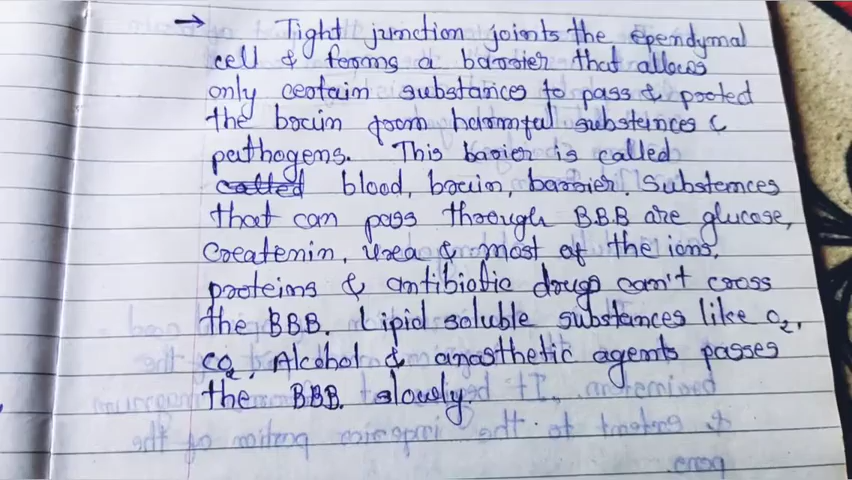 → Tight junction joints the ependymal
cell & forms a barrier that allows
only certain substances to pass & proted
the brain from harmful substances &
pathogens. This barier is called
called blood, brain, barrier. Substances
that can pass through B.B.B are glucose,
Createnin, Urea & most of the ions,
proteins & antibiotic drugs can't cross
the BBB. Lipid soluble substances like O₂,
CO₂, Alcohol & anasthetic agents passes
the BBB slowly.